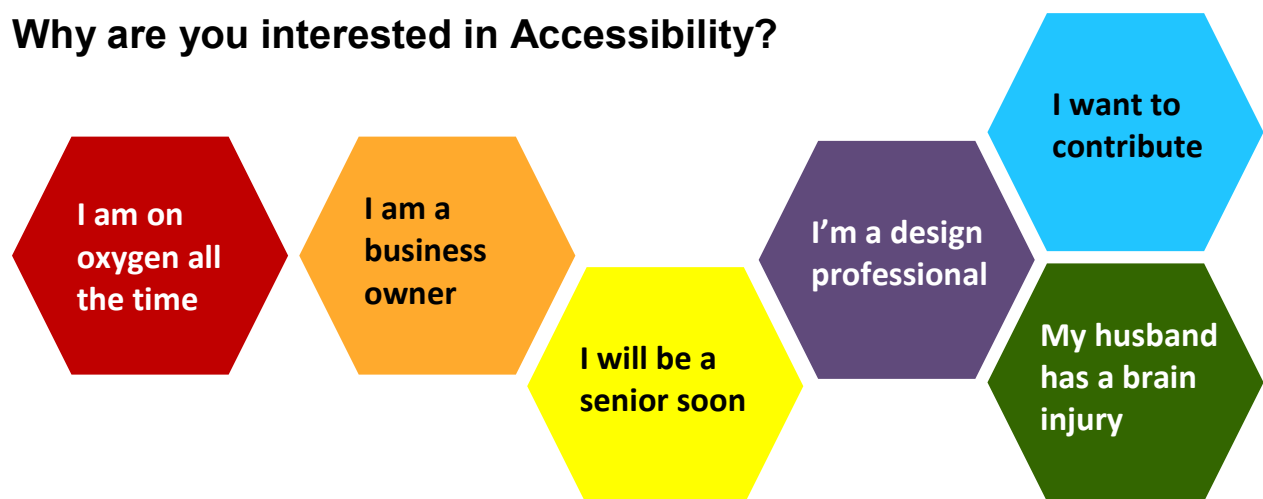 Why are you interested in Accessibility?
I am on
oxygen all
the time
I am a
business
owner
I will be a
senior soon
I’m a design
professional
I want to
contribute
My husband
has a brain
injury